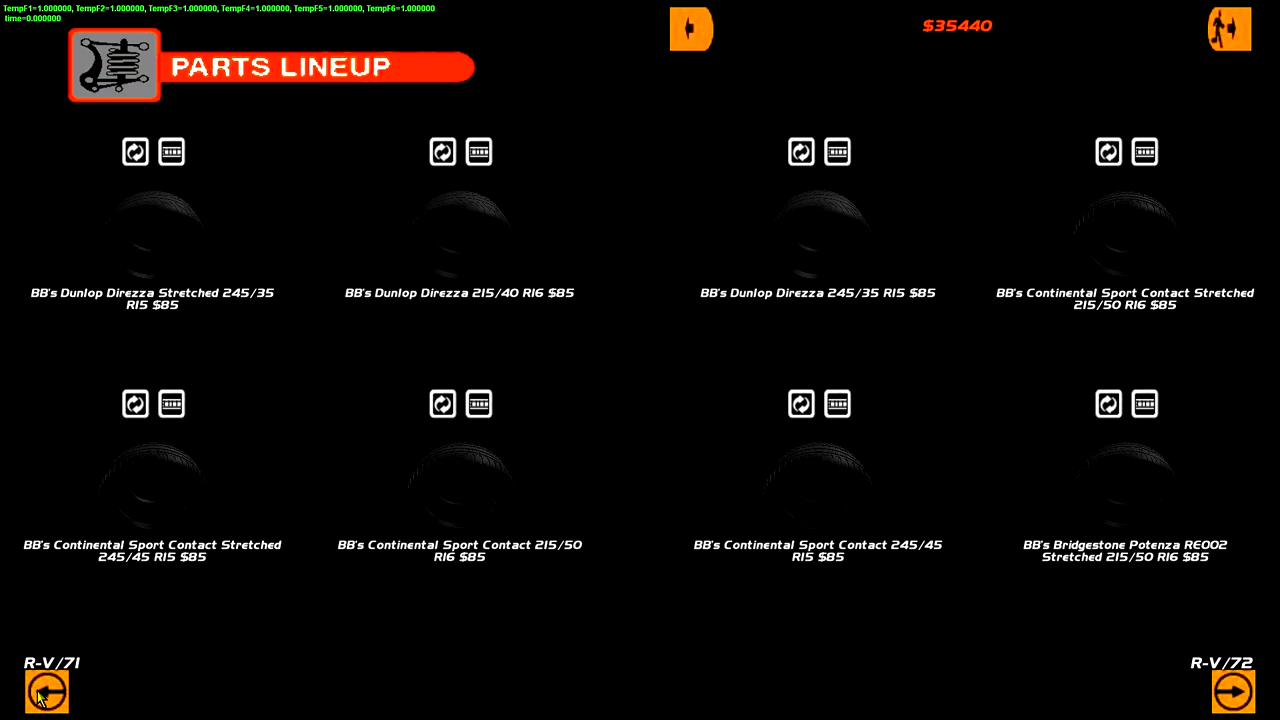 TempF1=1.000000, TempF2=1.000000, TempF3=1.000000, TempF4=1.000000, TempF5=1.000000, TempF6=1.000000
time=0.000000
$35440
PARTS LINEUP
BB's Dunlop Direzza Stretched 245/35
R15 $85
BB's Dunlop Direzza 215/40 R16 $85
BB's Dunlop Direzza 245/35 R15 $85
BB's Continental Sport Contact Stretched
215/50 R16 $85
BB's Continental Sport Contact Stretched
245/45 R15 $85
BB's Continental Sport Contact 215/50
R16 $85
BB's Continental Sport Contact 245/45
R15 $85
BB's Bridgestone Potenza RE002
Stretched 215/50 R16 $85
R-V/71
R-V/72